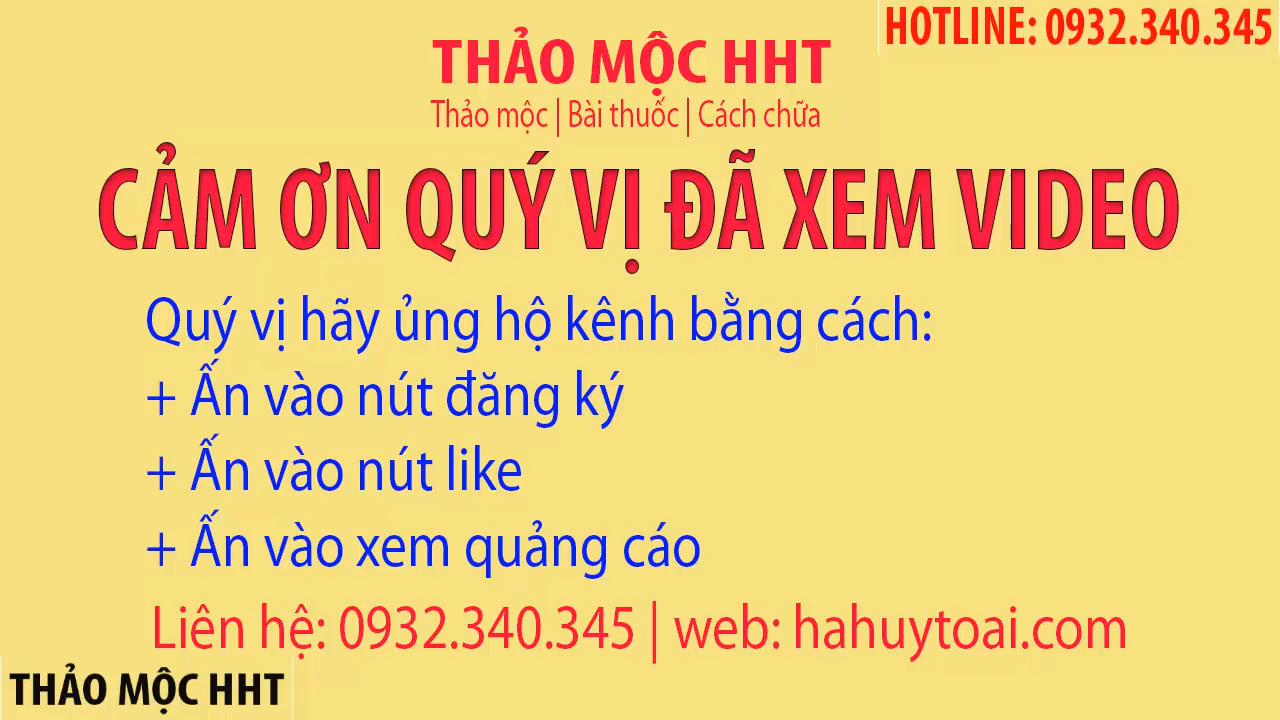 HOTLINE: 0932.340.345
THẢO MỘC HHT
Thảo mộc | Bài thuốc | Cách chữa
CẢM ƠN QUÝ VỊ ĐÃ XEM VIDEO
Quý vị hãy ủng hộ kênh bằng cách:
+ Ấn vào nút đăng ký
+ Ấn vào nút like
+ Ấn vào xem quảng cáo
Liên hệ: 0932.340.345 | web: hahuytoai.com
THẢO MỘC HHT